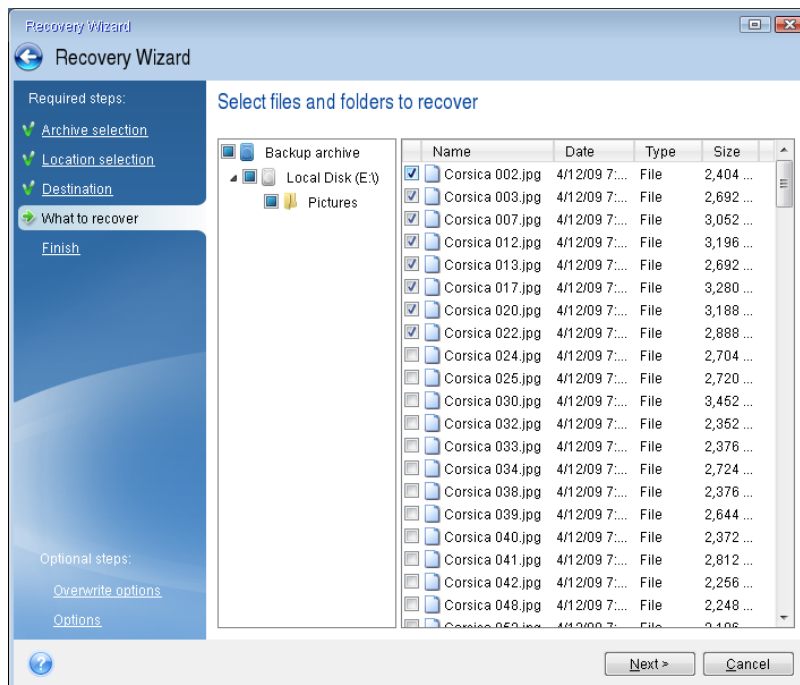 Recovery Wizard
Recovery Wizard
Required steps:
Archive selection
Location selection
Destination
What to recover
Finish
Optional steps:
Overwrite options
Options
Select files and folders to recover
Backup archive
Local Disk (E:\)
Pictures
Name Date Type Size
Corsica 002.jpg 4/12/09 7:... File 2,404 ...
Corsica 003.jpg 4/12/09 7:... File 2,692 ...
Corsica 007.jpg 4/12/09 7:... File 3,052 ...
Corsica 012.jpg 4/12/09 7:... File 3,196 ...
Corsica 013.jpg 4/12/09 7:... File 2,692 ...
Corsica 017.jpg 4/12/09 7:... File 3,280 ...
Corsica 020.jpg 4/12/09 7:... File 3,188 ...
Corsica 022.jpg 4/12/09 7:... File 2,888 ...
Corsica 024.jpg 4/12/09 7:... File 2,704 ...
Corsica 025.jpg 4/12/09 7:... File 2,720 ...
Corsica 030.jpg 4/12/09 7:... File 3,452 ...
Corsica 032.jpg 4/12/09 7:... File 2,352 ...
Corsica 033.jpg 4/12/09 7:... File 2,376 ...
Corsica 034.jpg 4/12/09 7:... File 2,724 ...
Corsica 038.jpg 4/12/09 7:... File 2,376 ...
Corsica 039.jpg 4/12/09 7:... File 2,644 ...
Corsica 040.jpg 4/12/09 7:... File 2,372 ...
Corsica 041.jpg 4/12/09 7:... File 2,812 ...
Corsica 042.jpg 4/12/09 7:... File 2,256 ...
Corsica 048.jpg 4/12/09 7:... File 2,248 ...
Next > Cancel